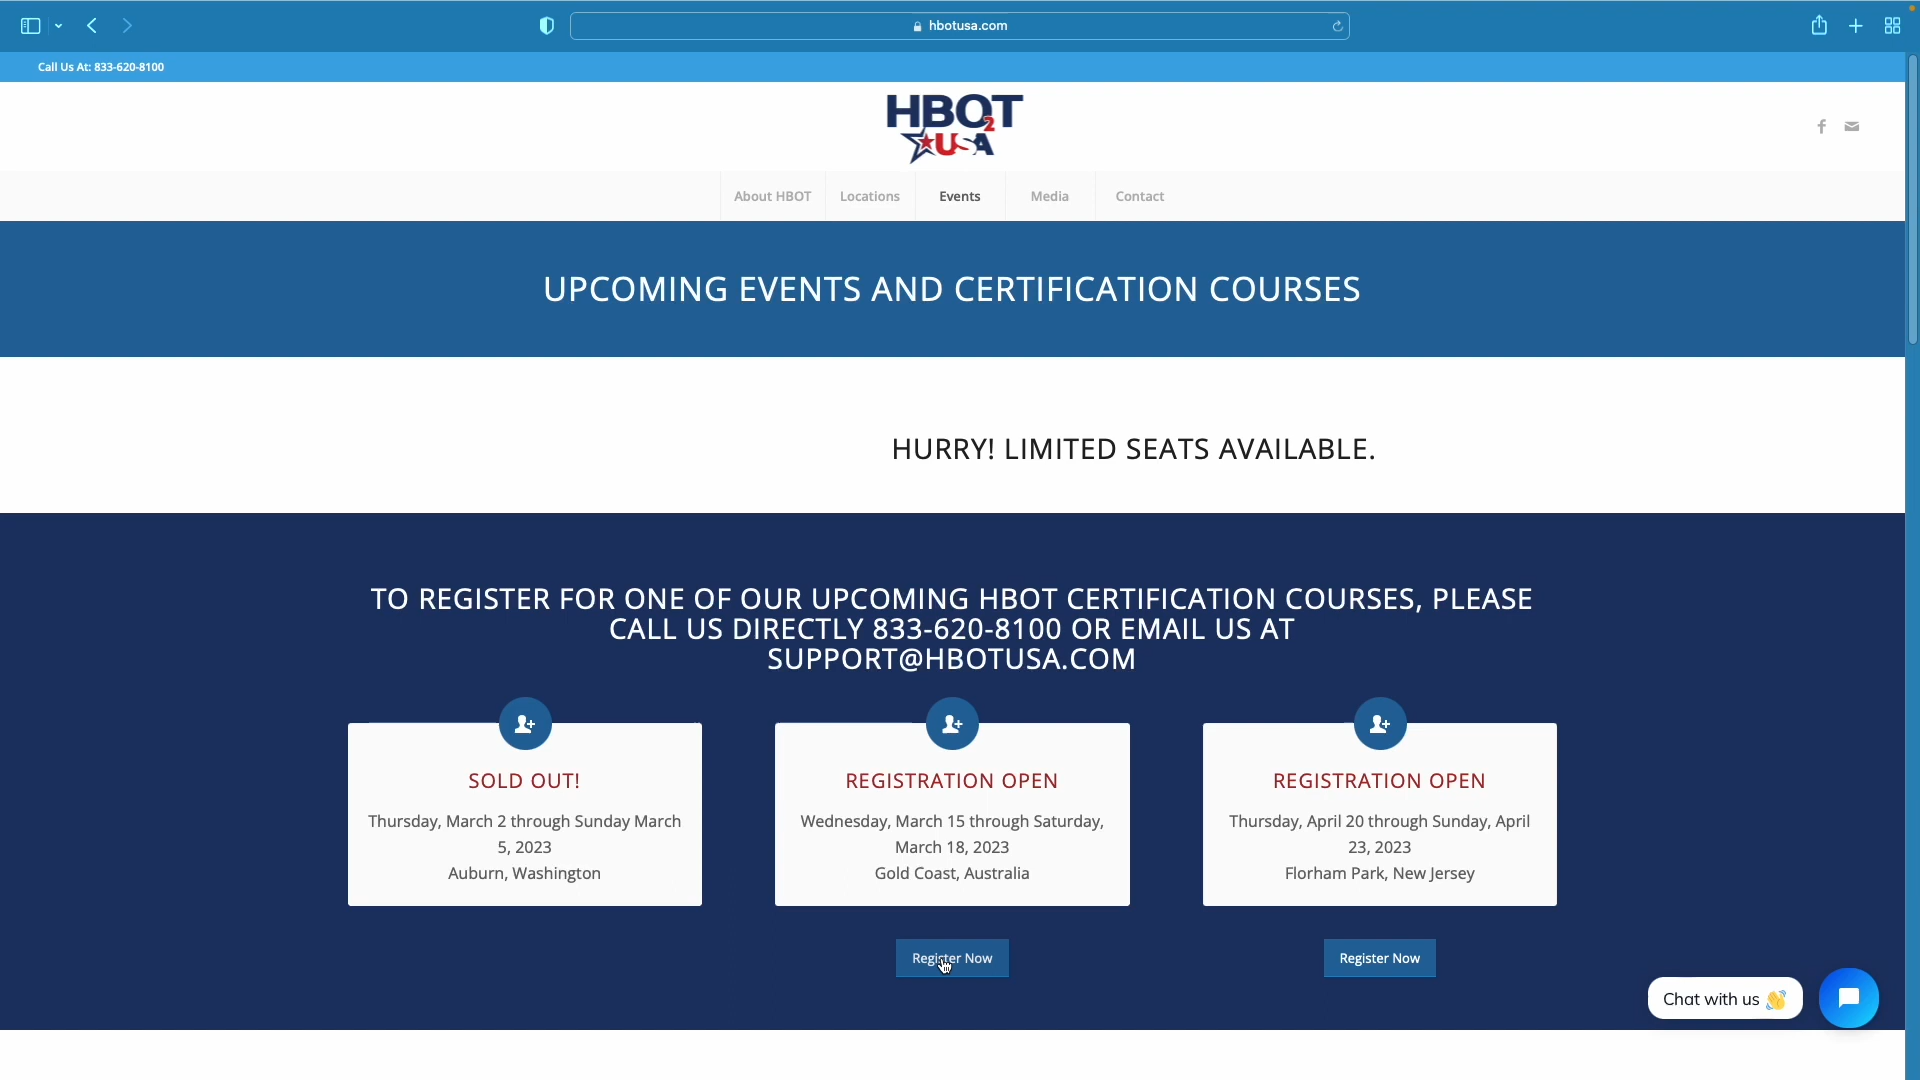 hbotusa.com
Call Us At: 833-620-8100
HBO2T
USA
About HBOT
Locations
Events
Media
Contact
UPCOMING EVENTS AND CERTIFICATION COURSES
HURRY! LIMITED SEATS AVAILABLE.
TO REGISTER FOR ONE OF OUR UPCOMING HBOT CERTIFICATION COURSES, PLEASE
CALL US DIRECTLY 833-620-8100 OR EMAIL US AT
SUPPORT@HBOTUSA.COM
SOLD OUT!
Thursday, March 2 through Sunday March
5, 2023
Auburn, Washington
REGISTRATION OPEN
Wednesday, March 15 through Saturday,
March 18, 2023
Gold Coast, Australia
Register Now
REGISTRATION OPEN
Thursday, April 20 through Sunday, April
23, 2023
Florham Park, New Jersey
Register Now
Chat with us 👋